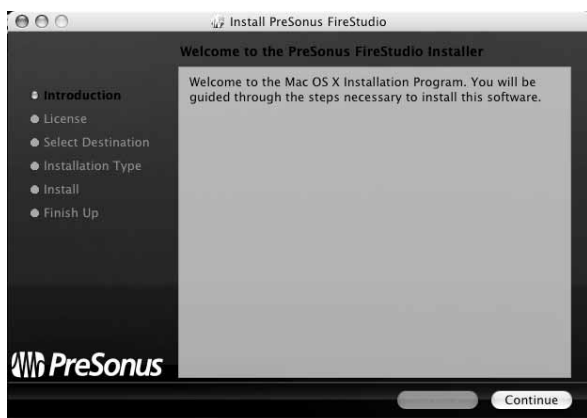 Install PreSonus FireStudio
Welcome to the PreSonus FireStudio Installer
Introduction
License
Select Destination
Installation Type
Install
Finish Up
Welcome to the Mac OS X Installation Program. You will be
guided through the steps necessary to install this software.
PreSonus
Continue